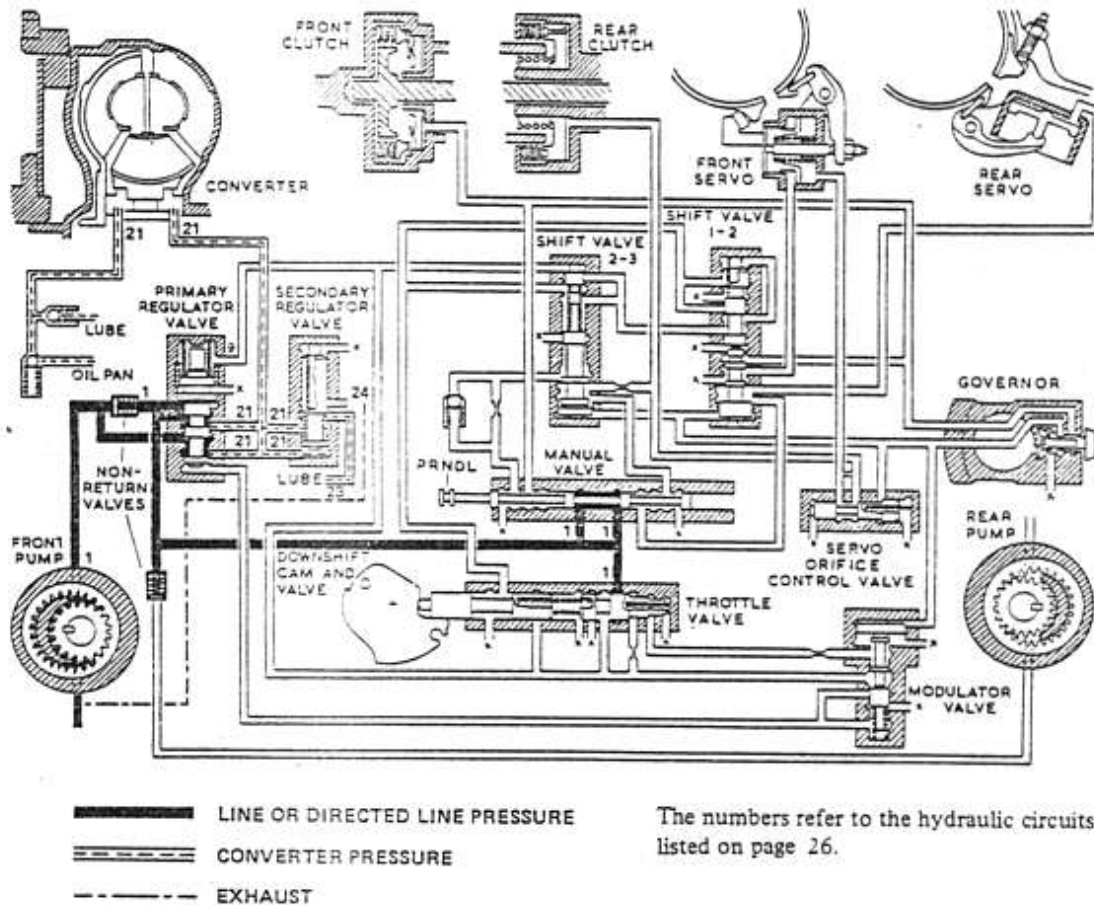 FRONT
CLUTCH
REAR
CLUTCH
CONVERTER
FRONT
SERVO
REAR
SERVO
21
21
SHIFT VALVE
1-2
SHIFT VALVE
2-3
PRIMARY
REGULATOR
VALVE
SECONDARY
REGULATOR
VALVE
LUBE
9
x
x
x
x
x
x
OIL PAN
1
24
GOVERNOR
21
21
21
21
NON-
RETURN
VALVES
LUBE
PRNDL
MANUAL
VALVE
x
x
x
1
1
FRONT
PUMP
1
DOWNSHIFT
CAM AND
VALVE
1
THROTTLE
VALVE
x
x
SERVO
ORIFICE
CONTROL VALVE
REAR
PUMP
x
x
x
x
x
MODULATOR
VALVE
LINE OR DIRECTED LINE PRESSURE
CONVERTER PRESSURE
EXHAUST
The numbers refer to the hydraulic circuits
listed on page 26.